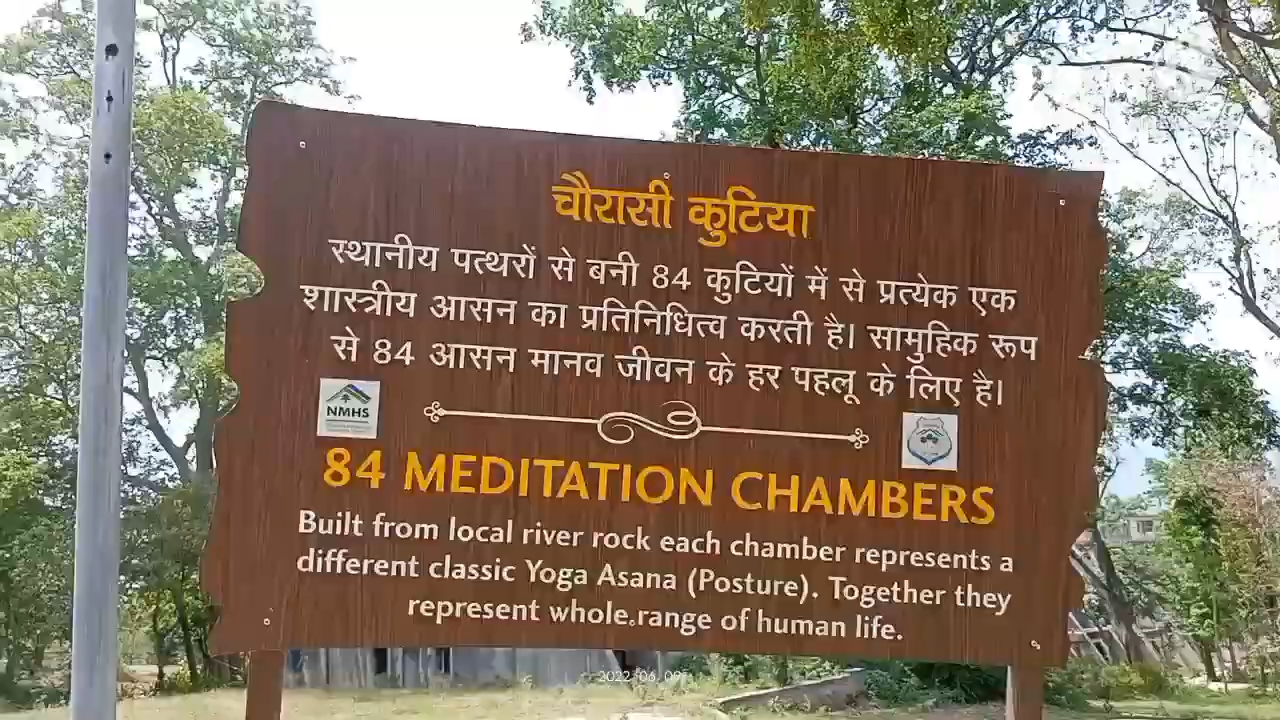 चौरासी कुटिया
स्थानीय पत्थरों से बनी 84 कुटियों में से प्रत्येक एक
शास्त्रीय आसन का प्रतिनिधित्व करती है। सामुहिक रूप
से 84 आसन मानव जीवन के हर पहलू के लिए है।
NMHS
84 MEDITATION CHAMBERS
Built from local river rock each chamber represents a
different classic Yoga Asana (Posture). Together they
represent whole range of human life.
2022/06/09